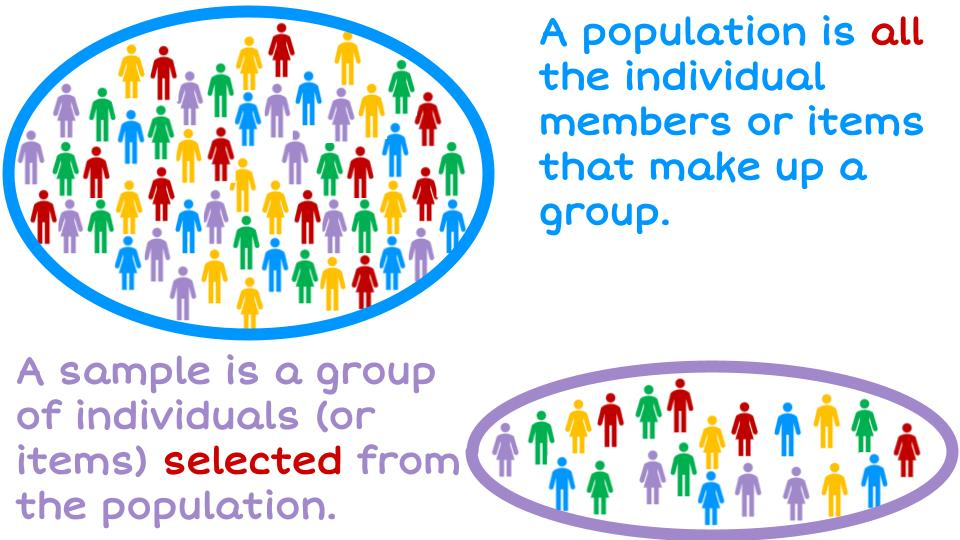 A population is all
the individual
members or items
that make up a
group.
A sample is a group
of individuals (or
items) selected from
the population.